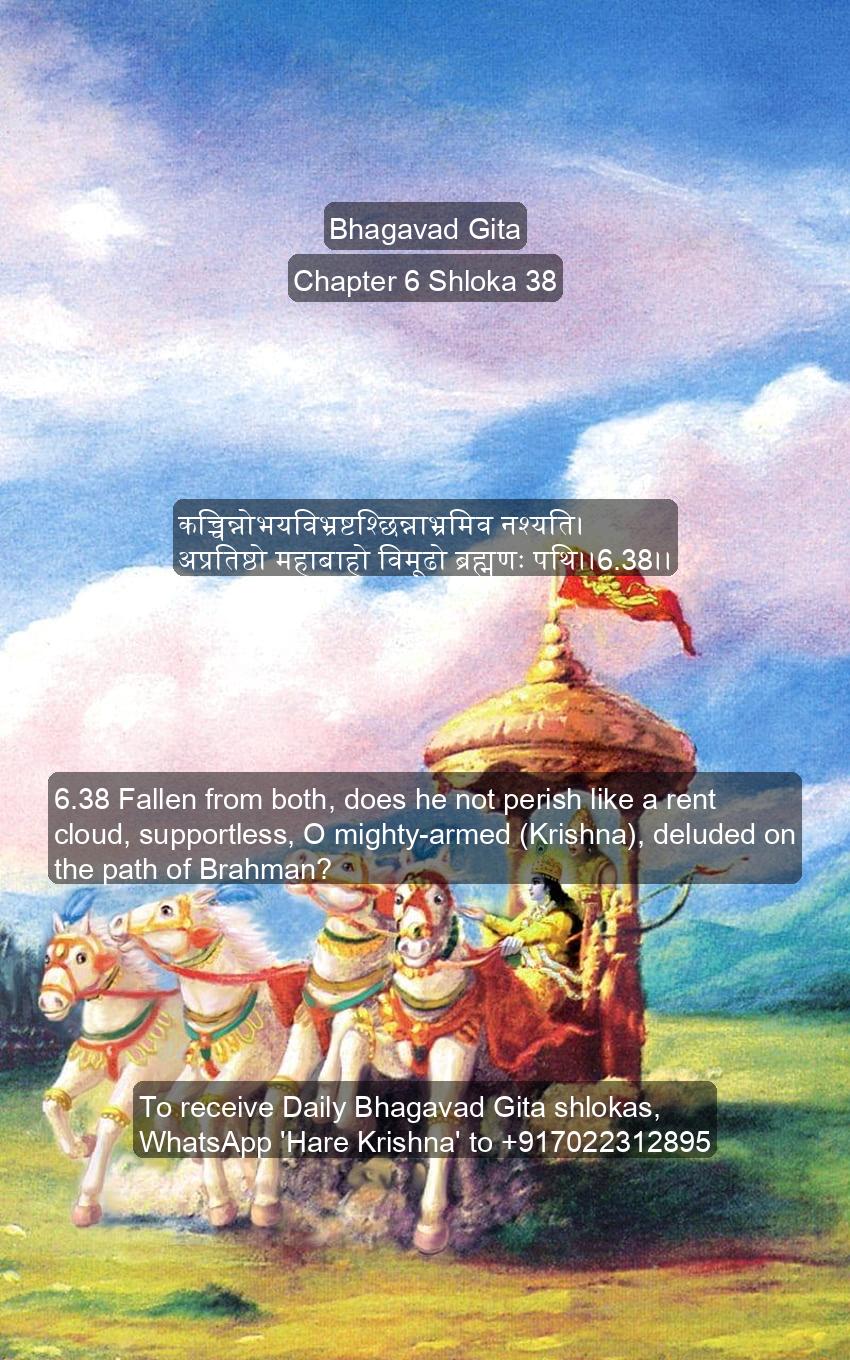 Bhagavad Gita
Chapter 6 Shloka 38
कच्चिन्नोभयविभ्रष्टश्छिन्नाभ्रमिव नश्यति।
अप्रतिष्ठो महाबाहो विमूढो ब्रह्मणः पथि।।6.38।।
6.38 Fallen from both, does he not perish like a rent
cloud, supportless, O mighty-armed (Krishna), deluded on
the path of Brahman?
To receive Daily Bhagavad Gita shlokas,
WhatsApp 'Hare Krishna' to +917022312895